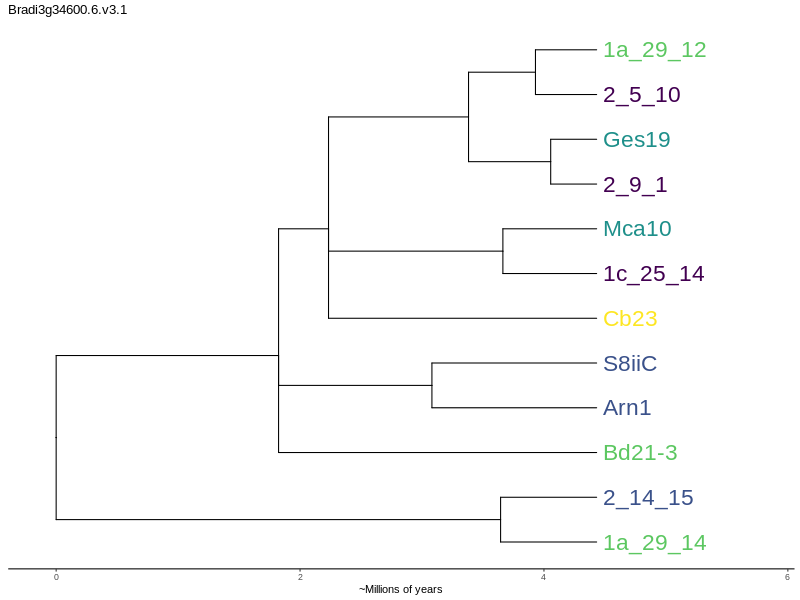 Bradi3g34600.6.v3.1
1a_29_12
2_5_10
Ges19
2_9_1
Mca10
1c_25_14
Cb23
S8iiC
Arn1
Bd21-3
2_14_15
1a_29_14
0 2 4 6
~Millions of years